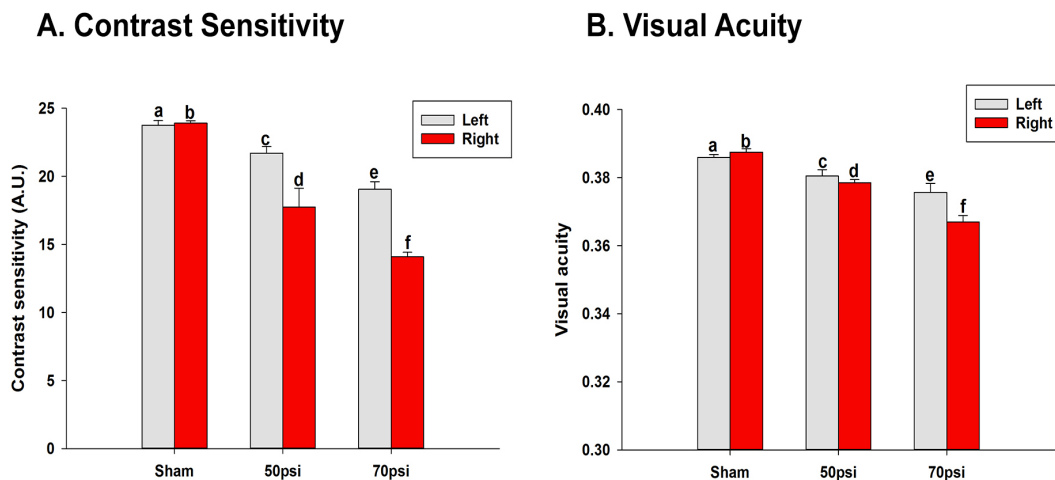 A. Contrast Sensitivity
25
20
15
10
5
0
Contrast sensitivity (A.U.)
a b
c
d
e
f
Left
Right
Sham 50psi 70psi
B. Visual Acuity
0.40
0.38
0.36
0.34
0.32
0.30
Visual acuity
a b
c d
e
f
Left
Right
Sham 50psi 70psi